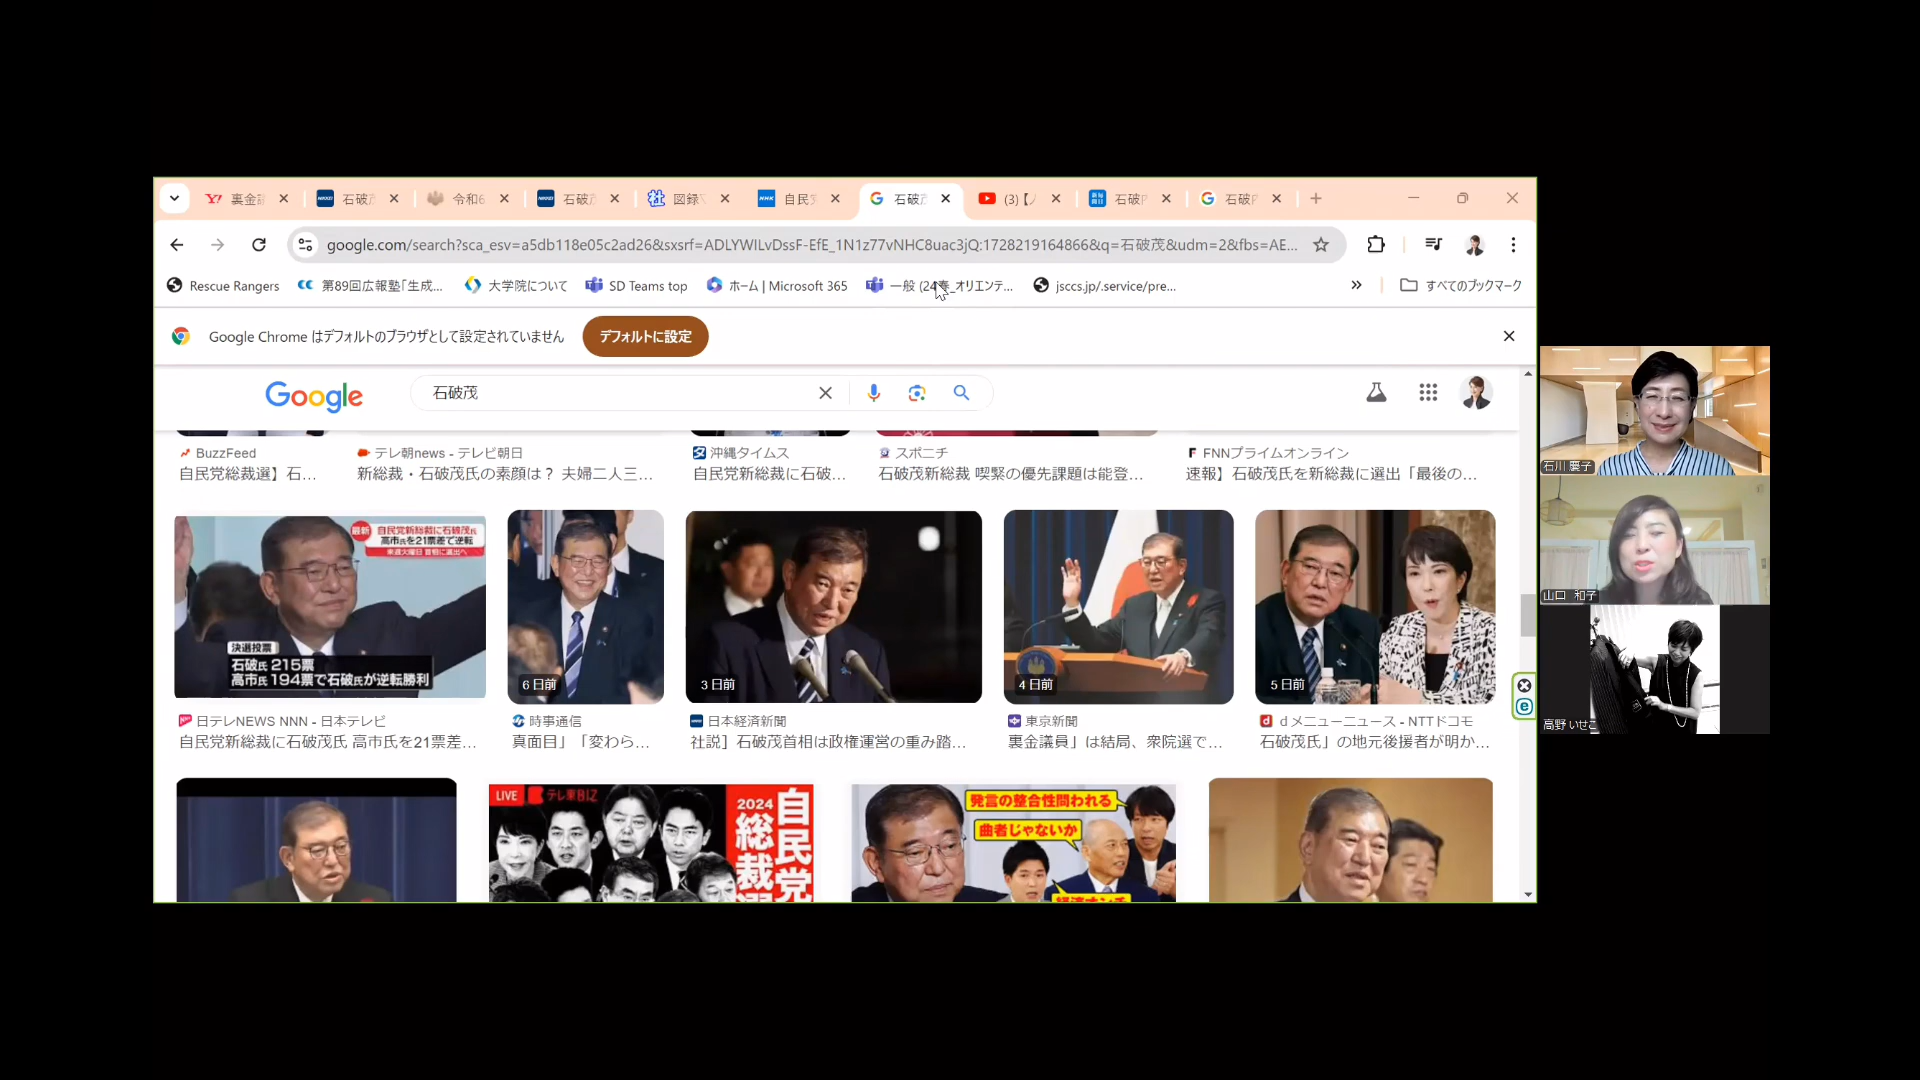 裏金
石破
令和6
石破
図録
自民
石破茂
(3)【
石破
石破
google.com/search?sca_esv=a5db118e05c2ad26&sxsrf=ADLYWILvDssF-EfE_1N1z77vNHC8uac3jQ:1728219164866&q=石破茂&udm=2&fbs=AE...
Rescue Rangers
第89回広報塾「生成...
大学院について
SD Teams top
ホーム | Microsoft 365
一般 (24春_オリエンテ...
jsccs.jp/.service/pre...
すべてのブックマーク
Google Chrome はデフォルトのブラウザとして設定されていません
デフォルトに設定
Google
石破茂
BuzzFeed
自民党総裁選】石...
テレ朝news - テレビ朝日
新総裁・石破茂氏の素顔は？ 夫婦二人三...
沖縄タイムス
自民党新総裁に石破...
スポニチ
石破茂新総裁 喫緊の優先課題は能登...
FNNプライムオンライン
速報】石破茂氏を新総裁に選出「最後の...
最新
自民党新総裁に石破茂氏
高市氏を21票差で逆転
来週火曜日 首相に選出へ
決選投票
石破氏 215票
高市氏 194票で石破氏が逆転勝利
6 日前
3 日前
4 日前
5 日前
日テレNEWS NNN - 日本テレビ
自民党新総裁に石破茂氏 高市氏を21票差...
時事通信
真面目」「変わら...
日本経済新聞
社説］石破茂首相は政権運営の重み踏...
東京新聞
裏金議員」は結局、衆院選で...
d メニューニュース - NTTドコモ
石破茂氏」の地元後援者が明か...
LIVE テレ東BIZ
2024
自民党
総裁選
発言の整合性問われる
曲者じゃないか
石川 慶子
山口 和子
高野 いせこ